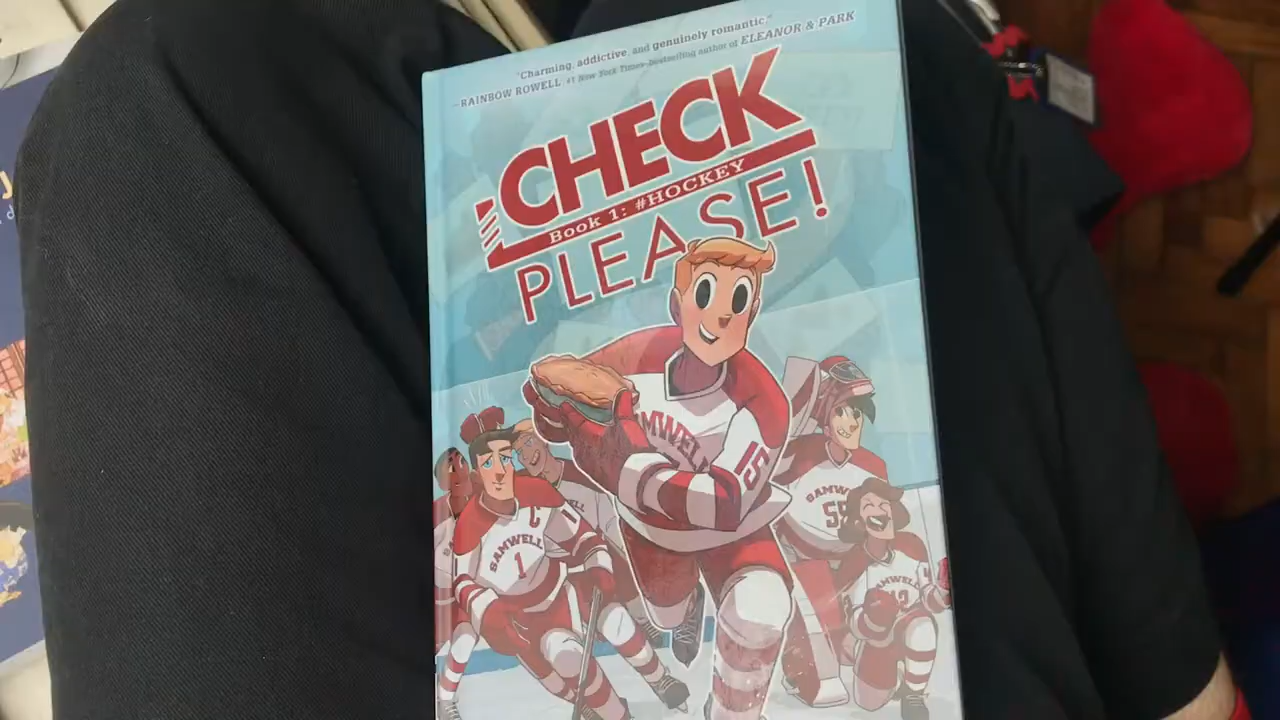 "Charming, addictive, and genuinely romantic."
—RAINBOW ROWELL, #1 New York Times-bestselling author of ELEANOR & PARK
CHECK
Book 1: #HOCKEY
PLEASE!
SAMWELL
15
C
SAMWELL
1
SAMWELL
55
SAMWELL
12